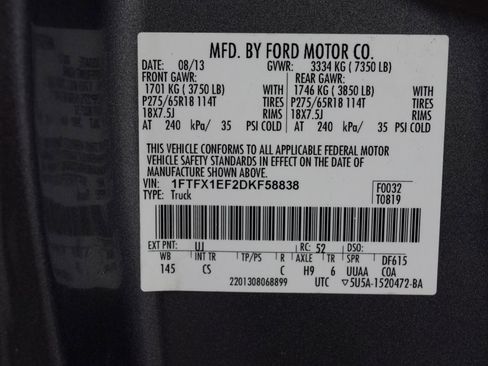 MFD. BY FORD MOTOR CO.
DATE: 08/13 GVWR: 3334 KG ( 7350 LB)
FRONT GAWR: REAR GAWR:
1701 KG ( 3750 LB) WITH 1746 KG ( 3850 LB) WITH
P275/65R18 114T TIRES P275/65R18 114T TIRES
18X7.5J RIMS 18X7.5J RIMS
AT 240 kPa/ 35 PSI COLD AT 240 kPa/ 35 PSI COLD
THIS VEHICLE CONFORMS TO ALL APPLICABLE FEDERAL MOTOR
VEHICLE SAFETY STANDARDS IN EFFECT ON THE DATE OF
MANUFACTURE SHOWN ABOVE.
VIN: 1FTFX1EF2DKF58838 F0032
TYPE: Truck T0819
EXT PNT: UJ RC: 52 DSO:
WB INT TR TP/PS R AXLE TR SPR DF615
145 CS C H9 6 UUAA COA
2201308068899 UTC ▽5U5A-1520472-BA